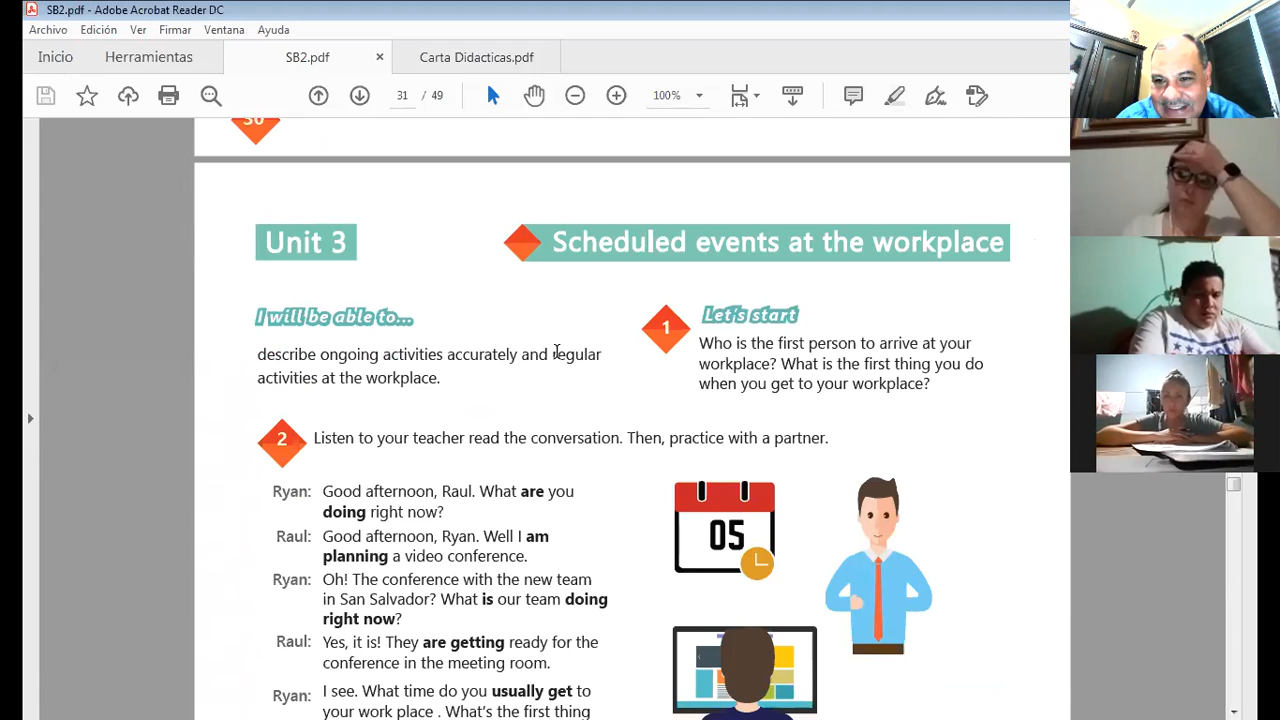 SB2.pdf - Adobe Acrobat Reader DC
Archivo Edición Ver Firmar Ventana Ayuda
Inicio Herramientas SB2.pdf × Carta Didacticas.pdf
31 / 49 100%
30
Unit 3 Scheduled events at the workplace
I will be able to...
describe ongoing activities accurately and regular
activities at the workplace.
1 Let's start
Who is the first person to arrive at your
workplace? What is the first thing you do
when you get to your workplace?
2 Listen to your teacher read the conversation. Then, practice with a partner.
Ryan: Good afternoon, Raul. What are you
doing right now?
Raul: Good afternoon, Ryan. Well I am
planning a video conference.
Ryan: Oh! The conference with the new team
in San Salvador? What is our team doing
right now?
Raul: Yes, it is! They are getting ready for the
conference in the meeting room.
Ryan: I see. What time do you usually get to
your work place . What's the first thing
05